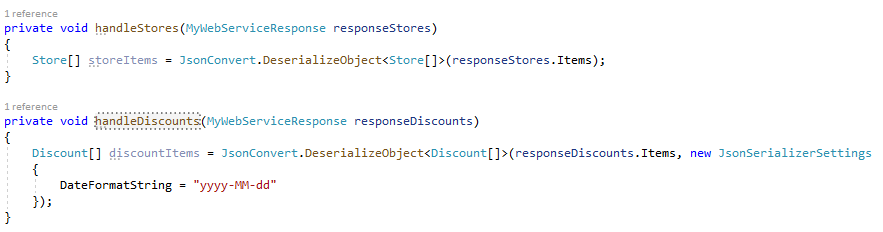 1 reference
private void handleStores(MyWebServiceResponse responseStores)
{
    Store[] storeItems = JsonConvert.DeserializeObject<Store[]>(responseStores.Items);
}
1 reference
private void handleDiscounts(MyWebServiceResponse responseDiscounts)
{
    Discount[] discountItems = JsonConvert.DeserializeObject<Discount[]>(responseDiscounts.Items, new JsonSerializerSettings
    {
        DateFormatString = "yyyy-MM-dd"
    });
}